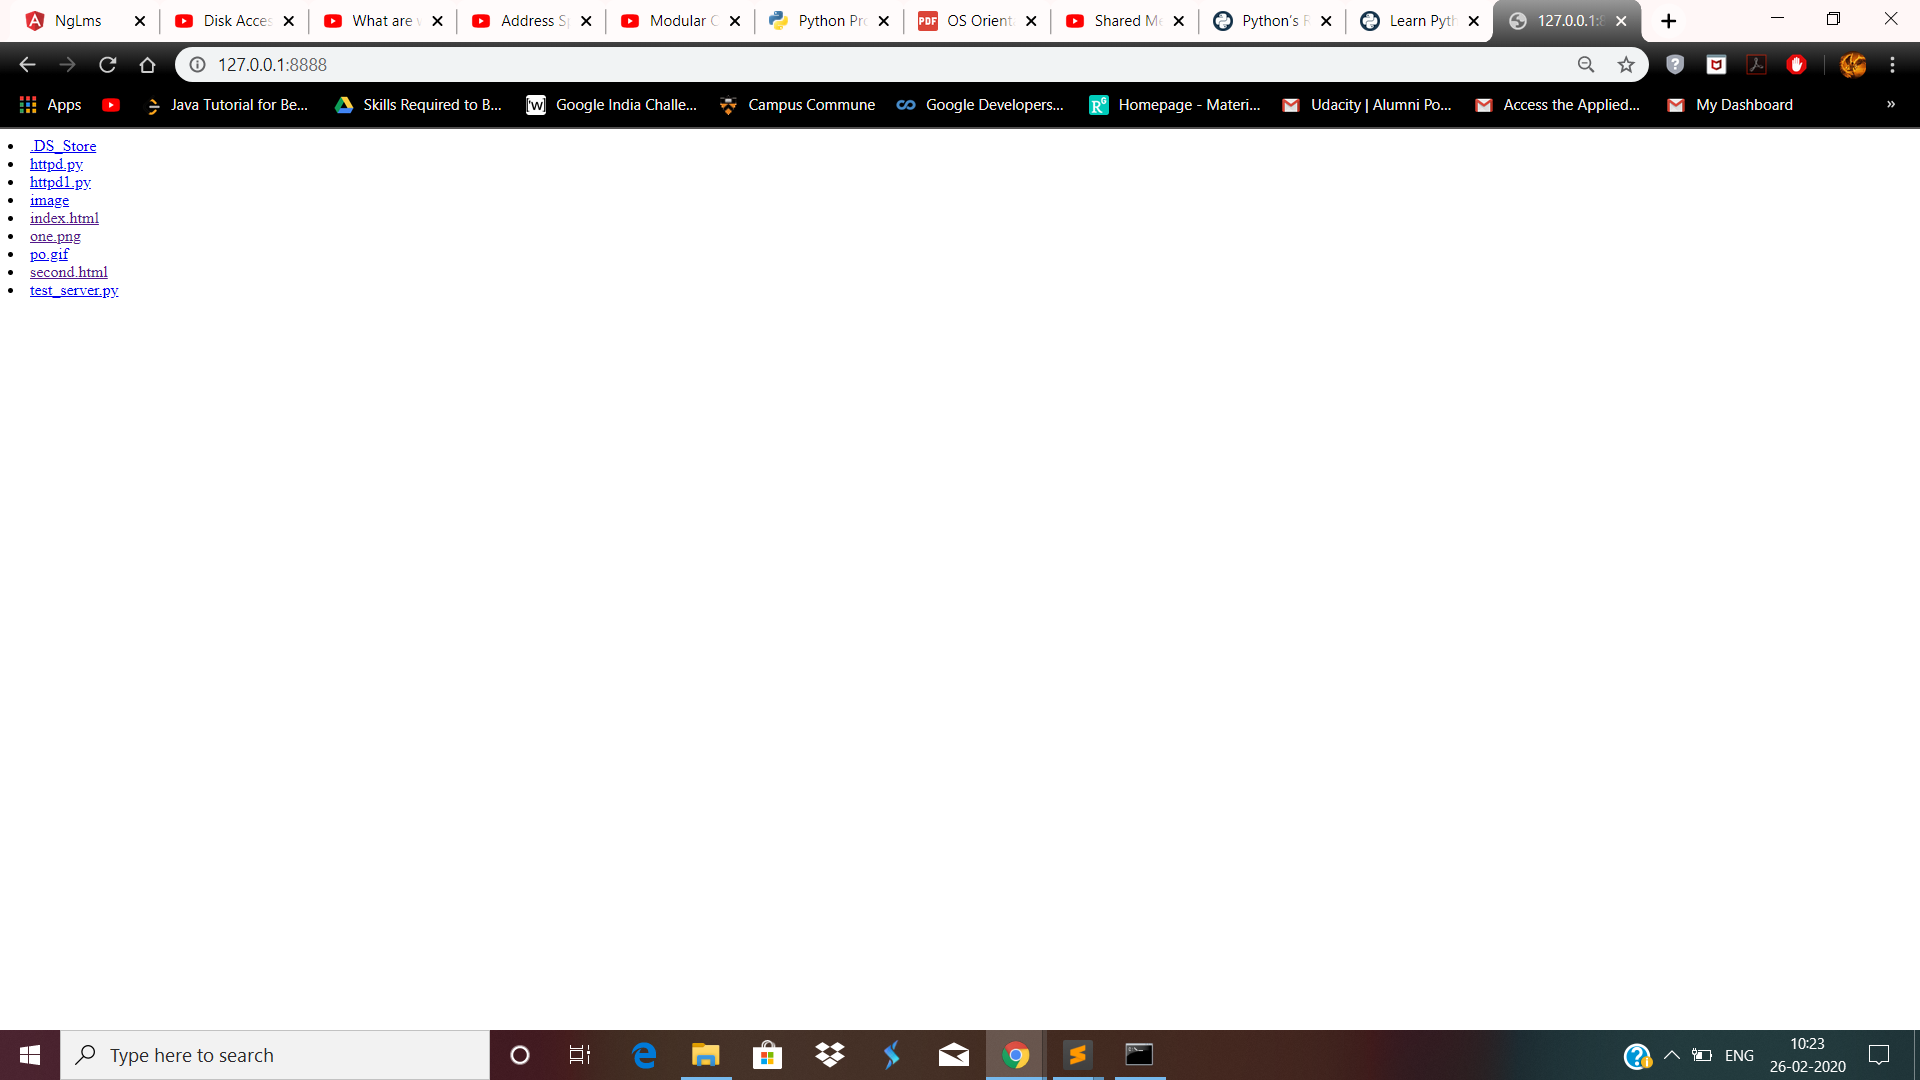 NgLms
Disk Acces
What are
Address S
Modular
Python Pr
OS Orient
Shared M
Python's
Learn Pyth
127.0.0.1:8
127.0.0.1:8888
Apps
Java Tutorial for Be...
Skills Required to B...
Google India Challe...
Campus Commune
Google Developers...
Homepage - Materi...
Udacity | Alumni Po...
Access the Applied...
My Dashboard
»
.DS_Store
httpd.py
httpd1.py
image
index.html
one.png
po.gif
second.html
test_server.py
Type here to search
ENG
10:23
26-02-2020